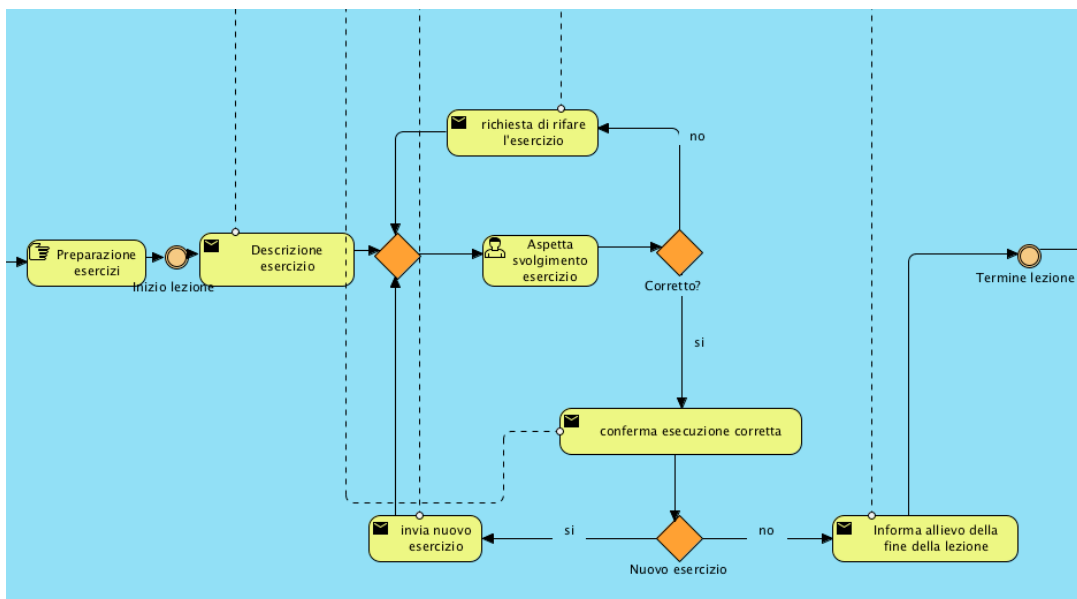 richiesta di rifare
l'esercizio
no
Preparazione
esercizi
Inizio lezione
Descrizione
esercizio
Aspetta
svolgimento
esercizio
Corretto?
Termine lezione
si
conferma esecuzione corretta
invia nuovo
esercizio
si
Nuovo esercizio
no
Informa allievo della
fine della lezione